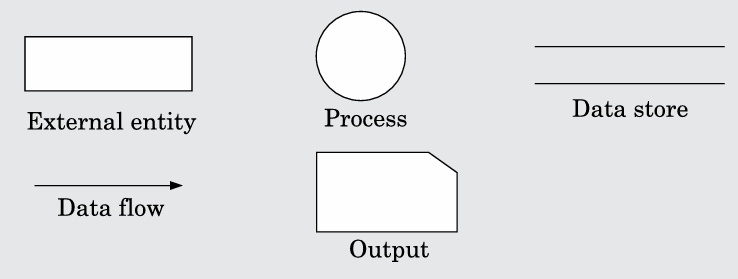 External entity
Process
Data store
Data flow
Output